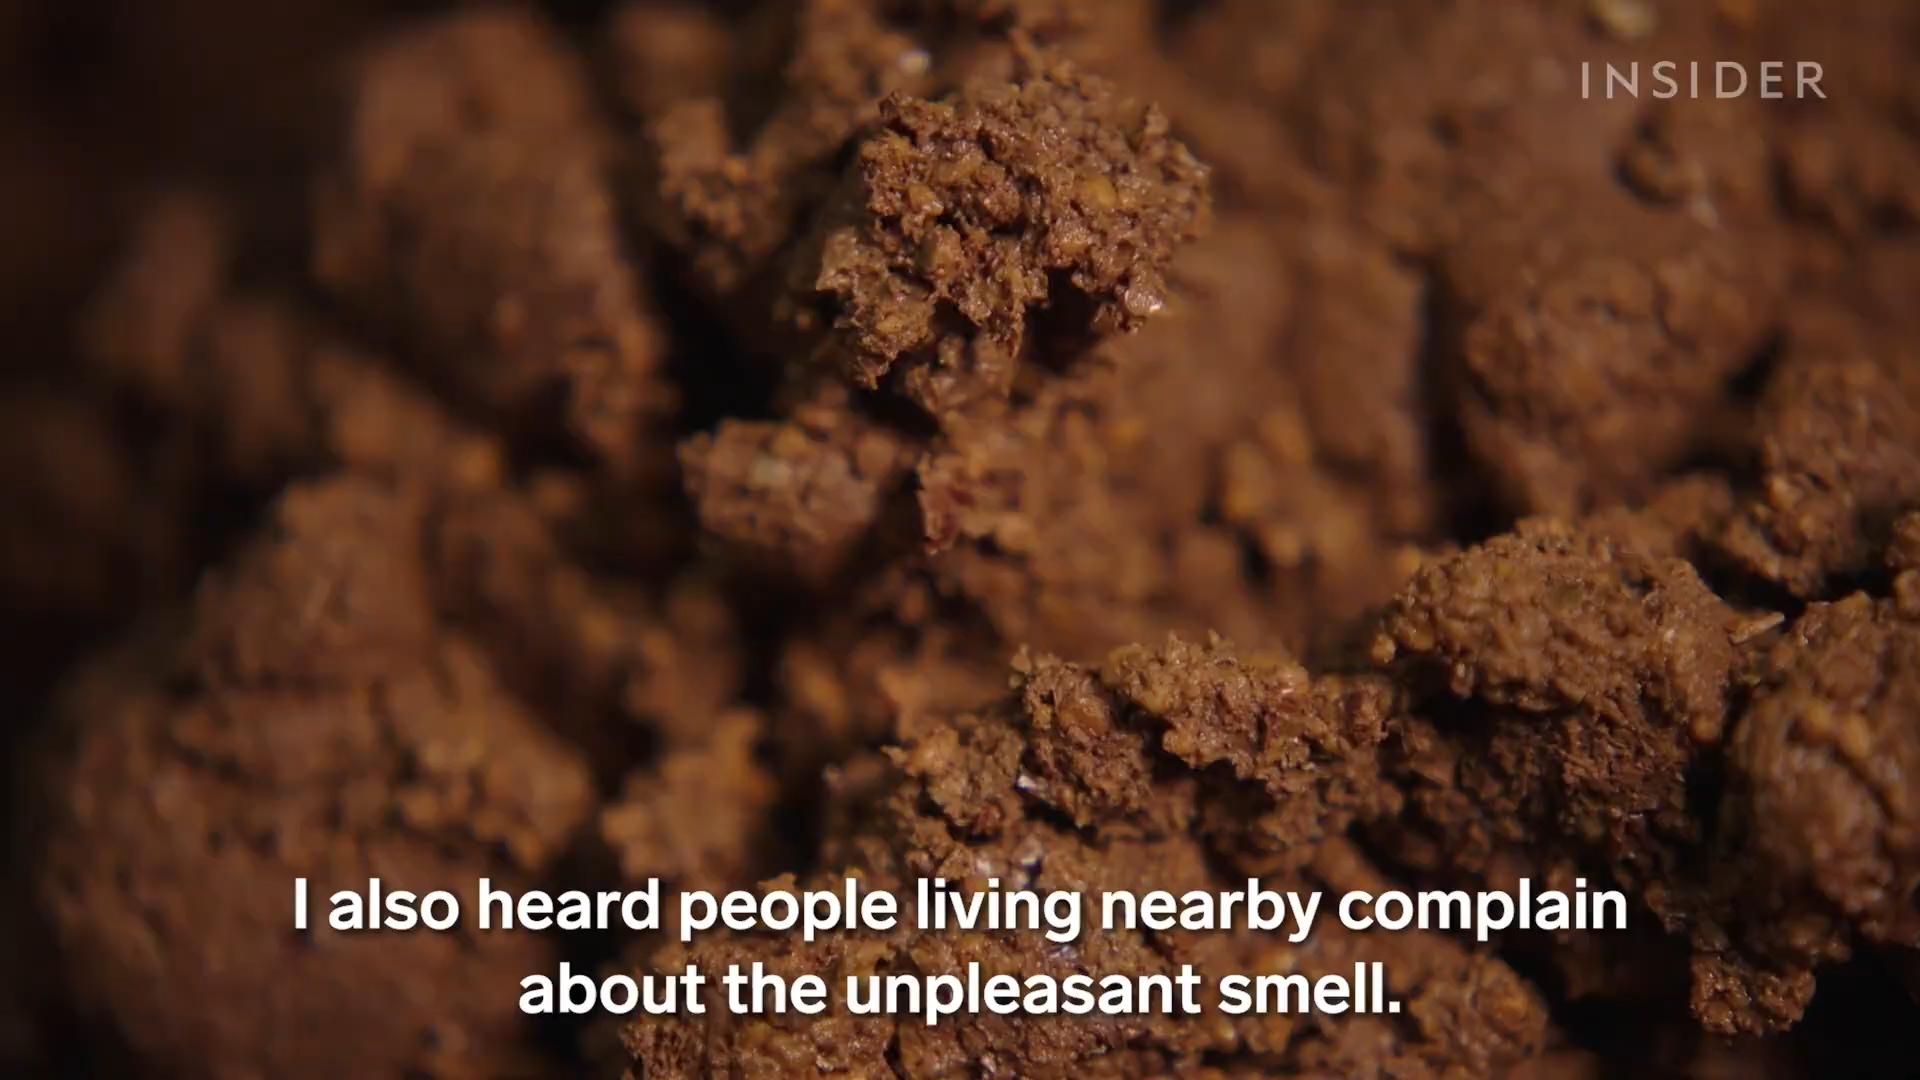 INSIDER
I also heard people living nearby complain
about the unpleasant smell.